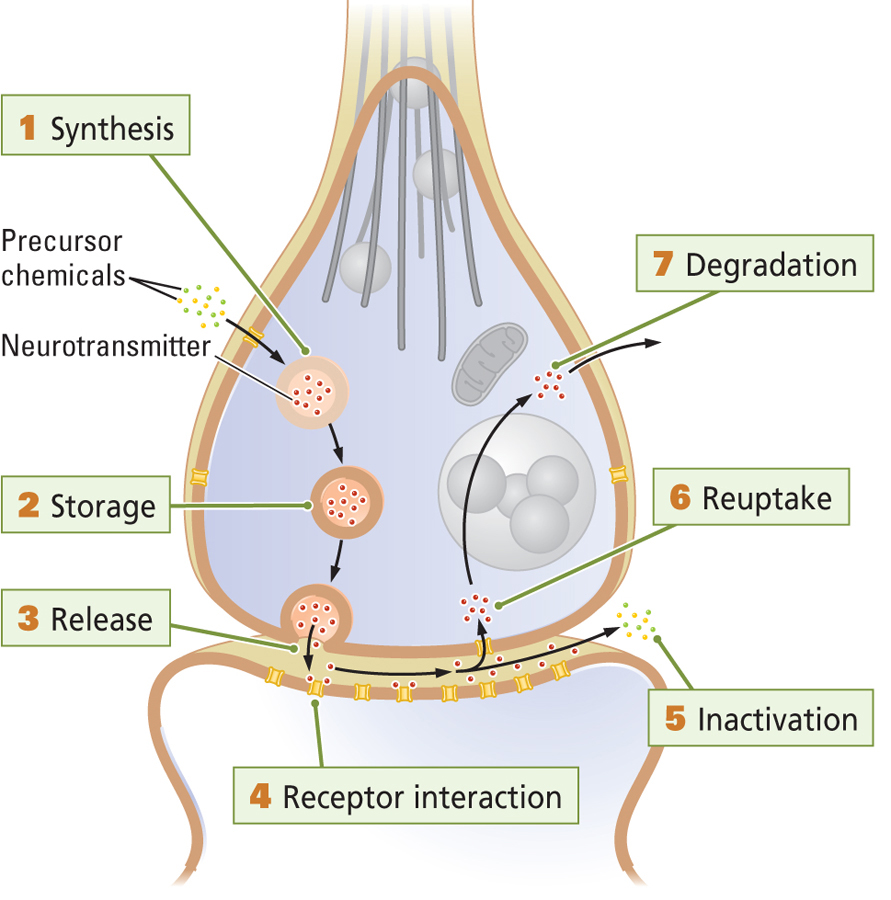 1 Synthesis
Precursor
chemicals
Neurotransmitter
7 Degradation
2 Storage
6 Reuptake
3 Release
5 Inactivation
4 Receptor interaction